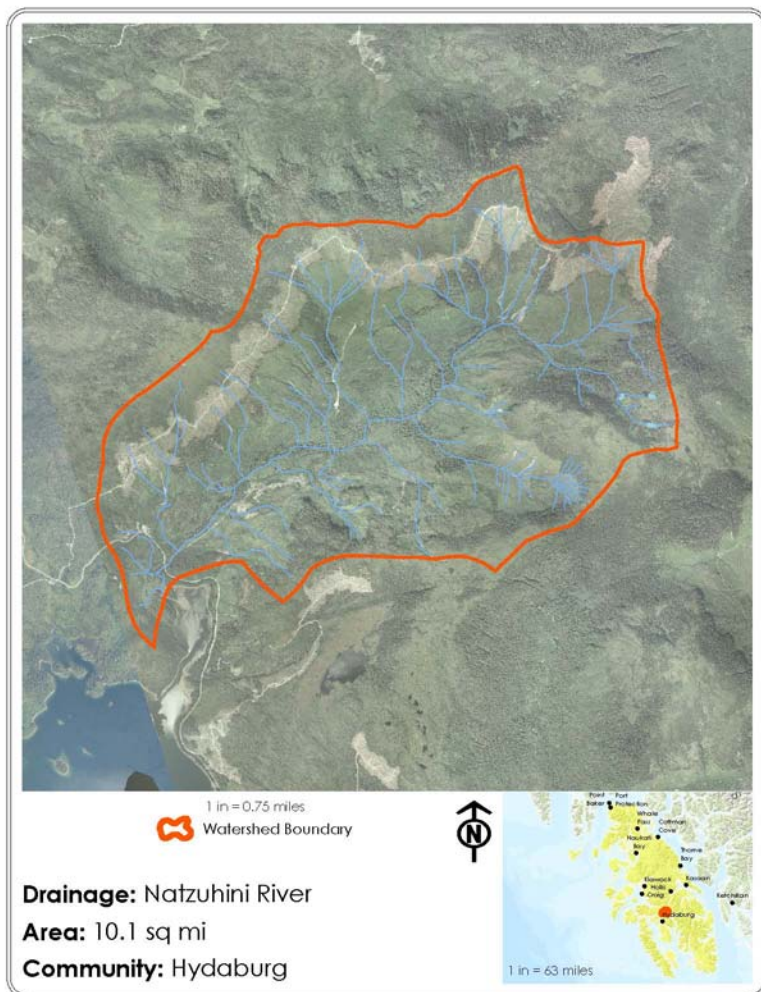 1 in = 0.75 miles
Watershed Boundary
N
Drainage: Natzuhini River
Area: 10.1 sq mi
Community: Hydaburg
Point Baker
Port Protection
Whale Pass
Coffman Cove
Naukati Bay
Thorne Bay
Klawock
Kasaan
Hollis
Craig
Ketchikan
Hydaburg
1 in = 63 miles